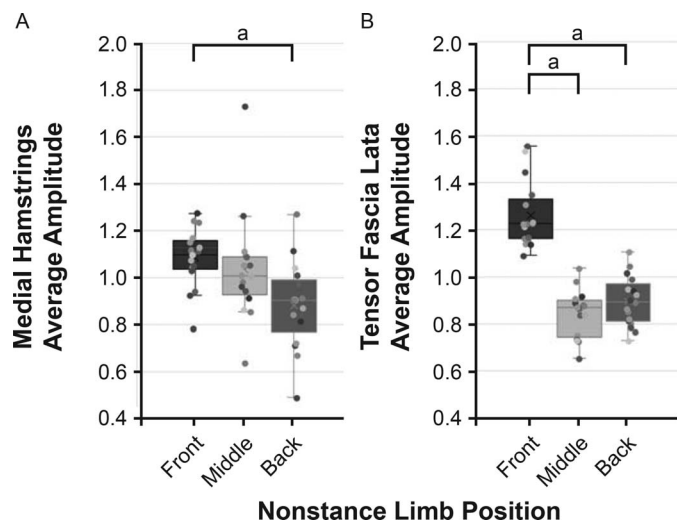 A
Medial Hamstrings
Average Amplitude
2.0
1.8
1.6
1.4
1.2
1.0
0.8
0.6
0.4
a
Front
Middle
Back
B
Tensor Fascia Lata
Average Amplitude
2.0
1.8
1.6
1.4
1.2
1.0
0.8
0.6
0.4
a
a
Front
Middle
Back
Nonstance Limb Position